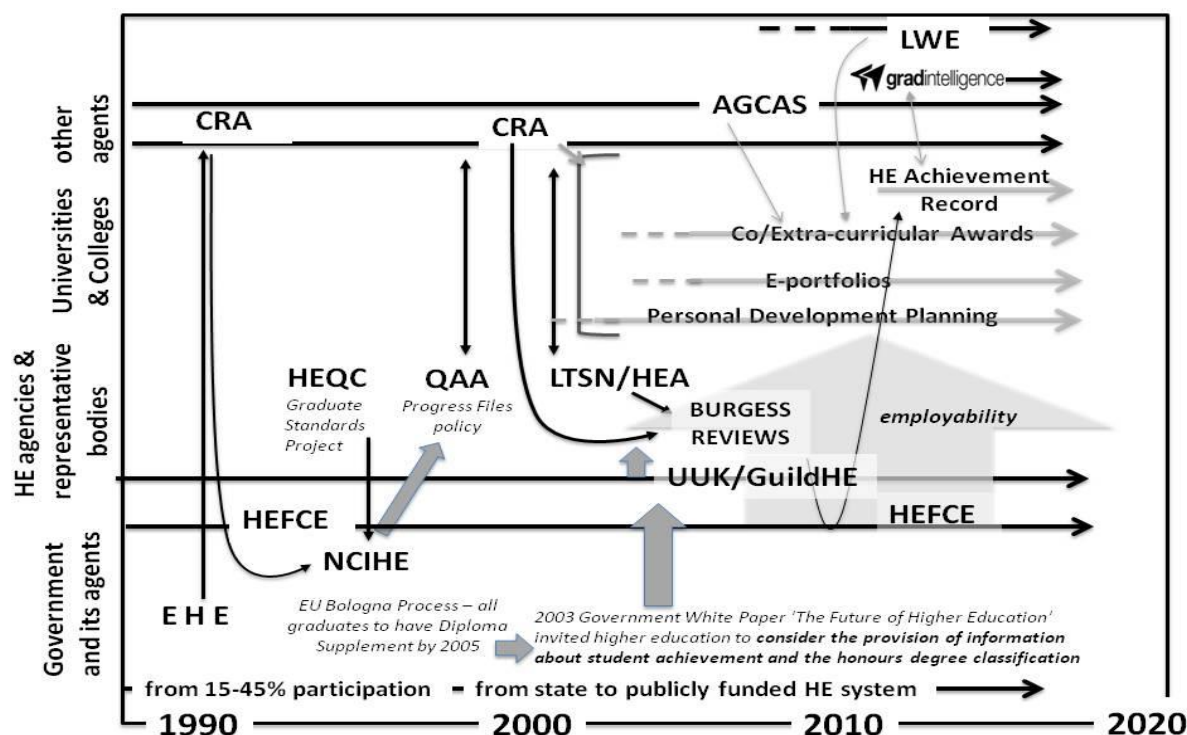 other
agents
Universities
& Colleges
HE agencies &
representative
bodies
Government
and its agents
LWE
gradintelligence
AGCAS
CRA
CRA
HE Achievement
Record
Co/Extra-curricular Awards
E-portfolios
Personal Development Planning
HEQC
Graduate
Standards
Project
QAA
Progress Files
policy
LTSN/HEA
BURGESS
REVIEWS
employability
UUK/GuildHE
HEFCE
HEFCE
NCIHE
E H E
EU Bologna Process – all
graduates to have Diploma
Supplement by 2005
2003 Government White Paper 'The Future of Higher Education'
invited higher education to consider the provision of information
about student achievement and the honours degree classification
from 15-45% participation
from state to publicly funded HE system
1990
2000
2010
2020